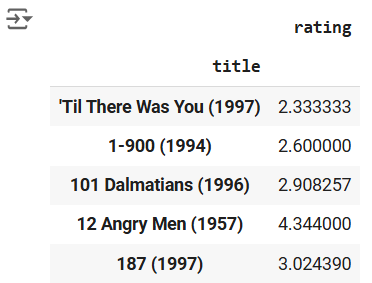 rating
title
'Til There Was You (1997) 2.333333
1-900 (1994) 2.600000
101 Dalmatians (1996) 2.908257
12 Angry Men (1957) 4.344000
187 (1997) 3.024390